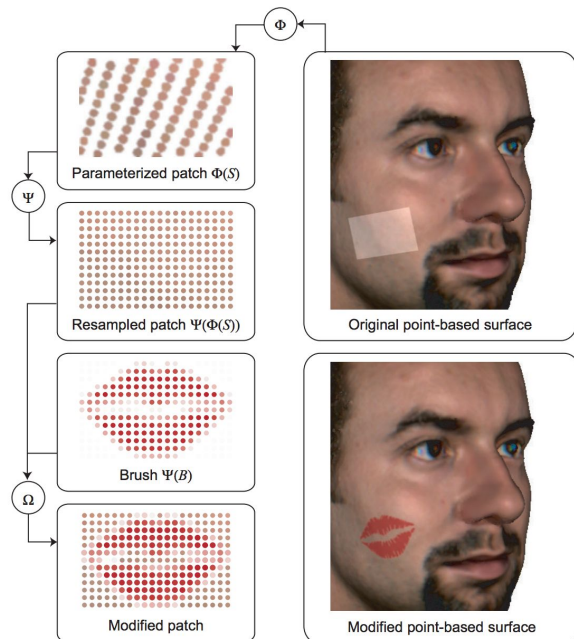 Φ
Parameterized patch Φ(S)
Ψ
Resampled patch Ψ(Φ(S))
Original point-based surface
Brush Ψ(B)
Ω
Modified patch
Modified point-based surface